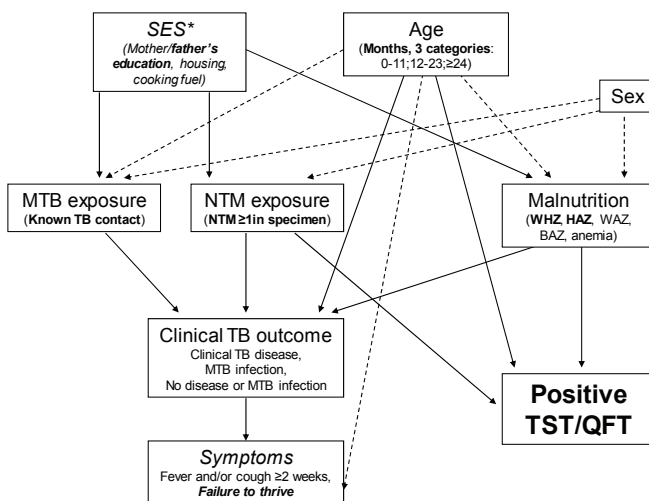 SES*
(Mother/father's
education, housing,
cooking fuel)
Age
(Months, 3 categories:
0-11;12-23;≥24)
Sex
MTB exposure
(Known TB contact)
NTM exposure
(NTM ≥1in specimen)
Malnutrition
(WHZ, HAZ, WAZ,
BAZ, anemia)
Clinical TB outcome
Clinical TB disease,
MTB infection,
No disease or MTB infection
Positive
TST/QFT
Symptoms
Fever and/or cough ≥2 weeks,
Failure to thrive